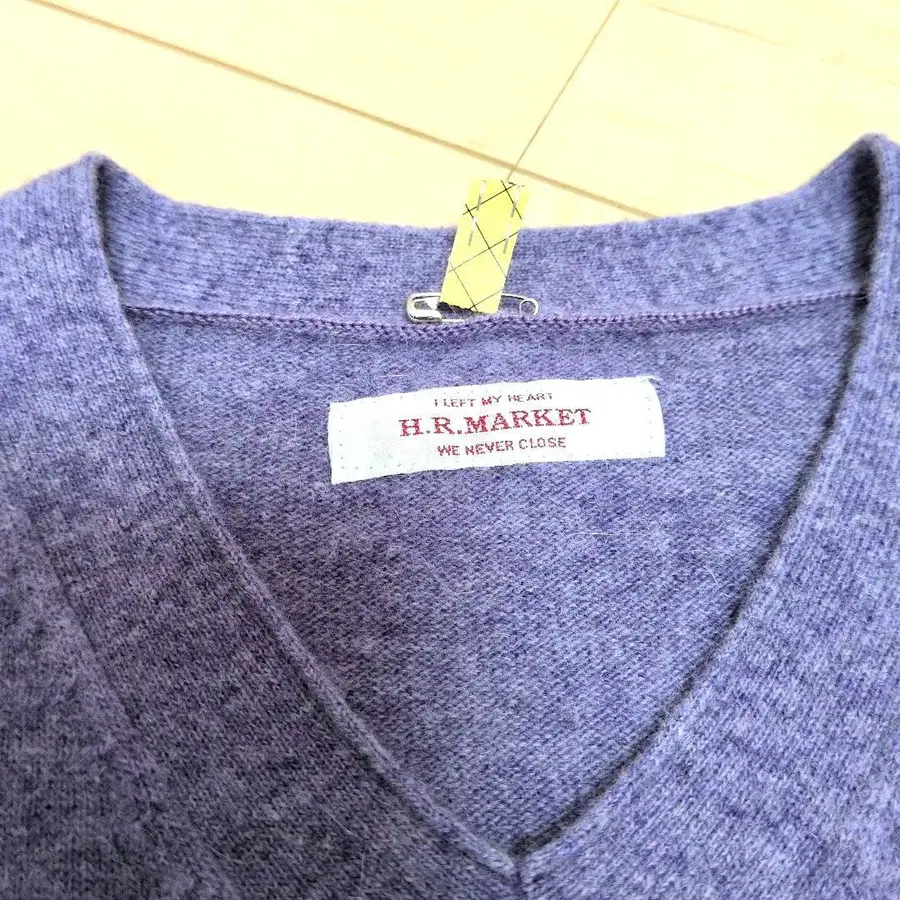 I LEFT MY HEART
H.R.MARKET
WE NEVER CLOSE